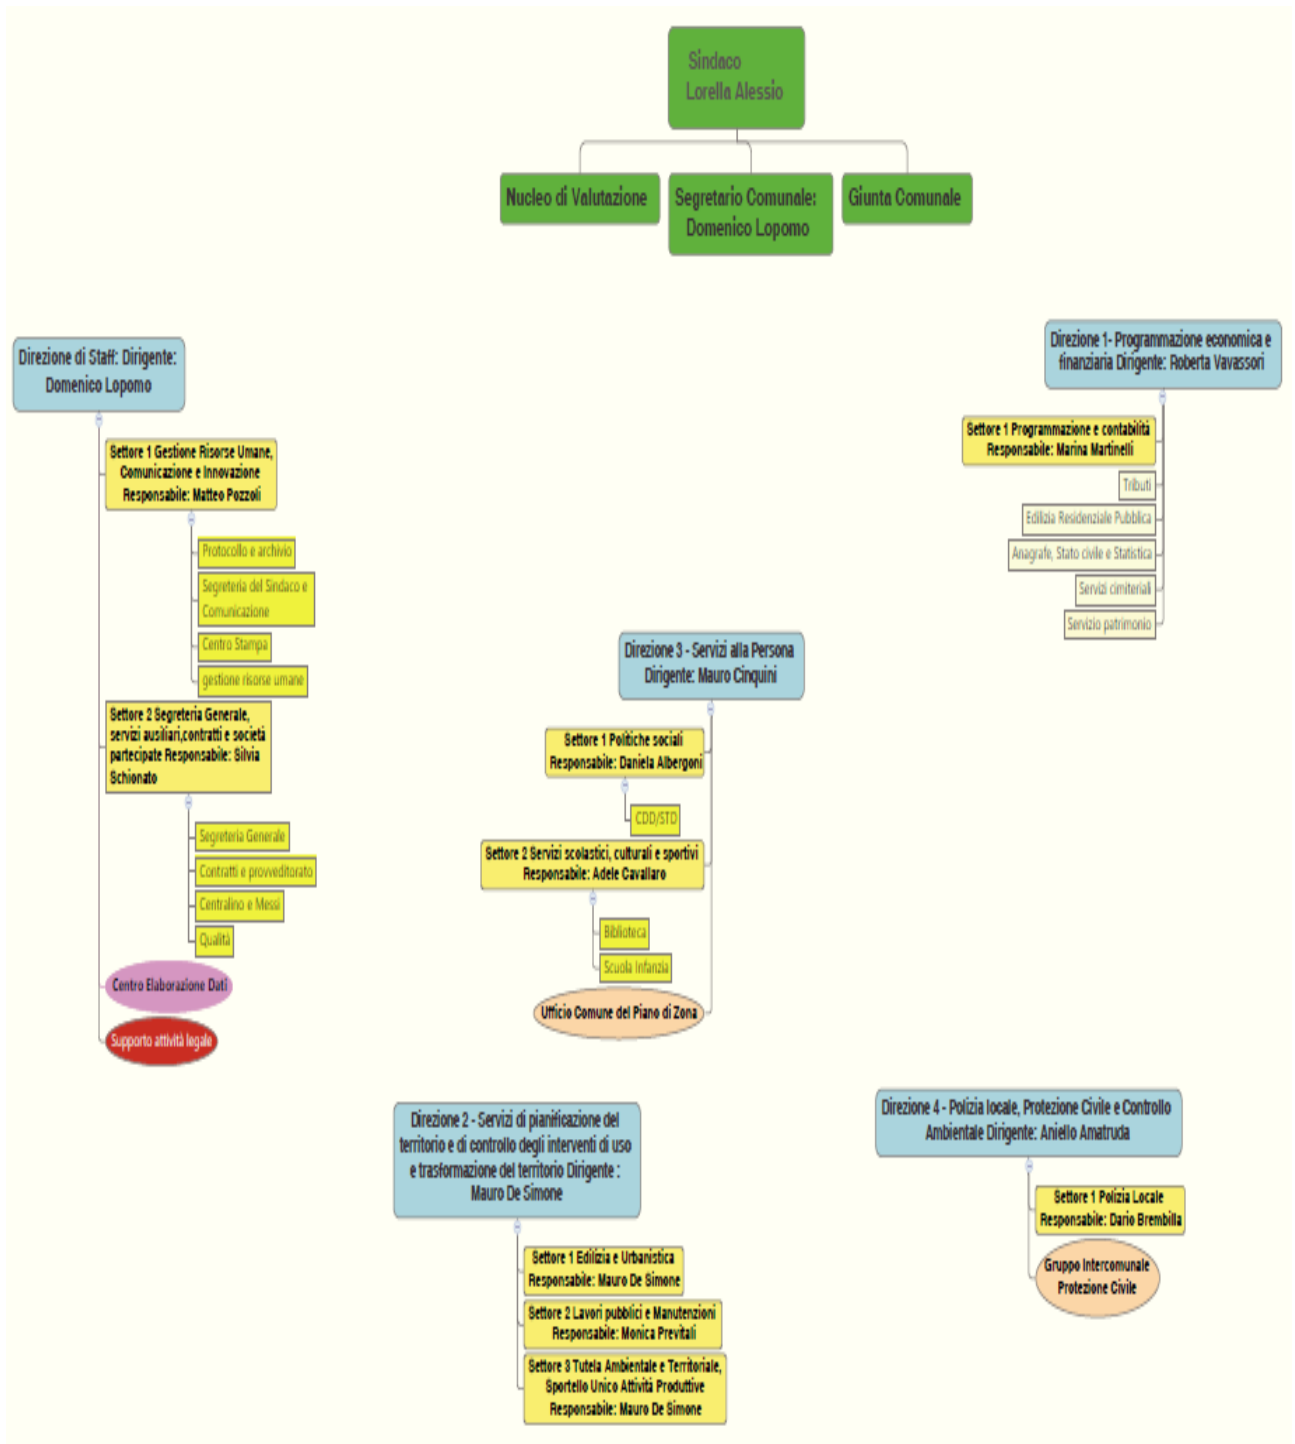 Sindaco
Lorella Alessio
Nucleo di Valutazione
Segretario Comunale:
Domenico Lopomo
Giunta Comunale
Direzione di Staff: Dirigente:
Domenico Lopomo
Settore 1 Gestione Risorse Umane,
Comunicazione e Innovazione
Responsabile: Matteo Pozzoli
Protocollo e archivio
Segreteria del Sindaco e
Comunicazione
Centro Stampa
gestione risorse umane
Settore 2 Segreteria Generale,
servizi ausiliari,contratti e società
partecipate Responsabile: Silvia
Schionato
Segreteria Generale
Contratti e provveditorato
Centralino e Messi
Qualità
Centro Elaborazione Dati
Supporto attività legale
Direzione 1- Programmazione economica e
finanziaria Dirigente: Roberta Vavassori
Settore 1 Programmazione e contabilità
Responsabile: Marina Martinelli
Tributi
Edilizia Residenziale Pubblica
Anagrafe, Stato civile e Statistica
Servizi cimiteriali
Servizio patrimonio
Direzione 3 - Servizi alla Persona
Dirigente: Mauro Cinquini
Settore 1 Politiche sociali
Responsabile: Daniela Albergoni
CDD/STD
Settore 2 Servizi scolastici, culturali e sportivi
Responsabile: Adele Cavallaro
Biblioteca
Scuola Infanzia
Ufficio Comune del Piano di Zona
Direzione 2 - Servizi di pianificazione del
territorio e di controllo degli interventi di uso
e trasformazione del territorio Dirigente :
Mauro De Simone
Settore 1 Edilizia e Urbanistica
Responsabile: Mauro De Simone
Settore 2 Lavori pubblici e Manutenzioni
Responsabile: Monica Previtali
Settore 3 Tutela Ambientale e Territoriale,
Sportello Unico Attività Produttive
Responsabile: Mauro De Simone
Direzione 4 - Polizia locale, Protezione Civile e Controllo
Ambientale Dirigente: Aniello Amatruda
Settore 1 Polizia Locale
Responsabile: Dario Brembilla
Gruppo Intercomunale
Protezione Civile